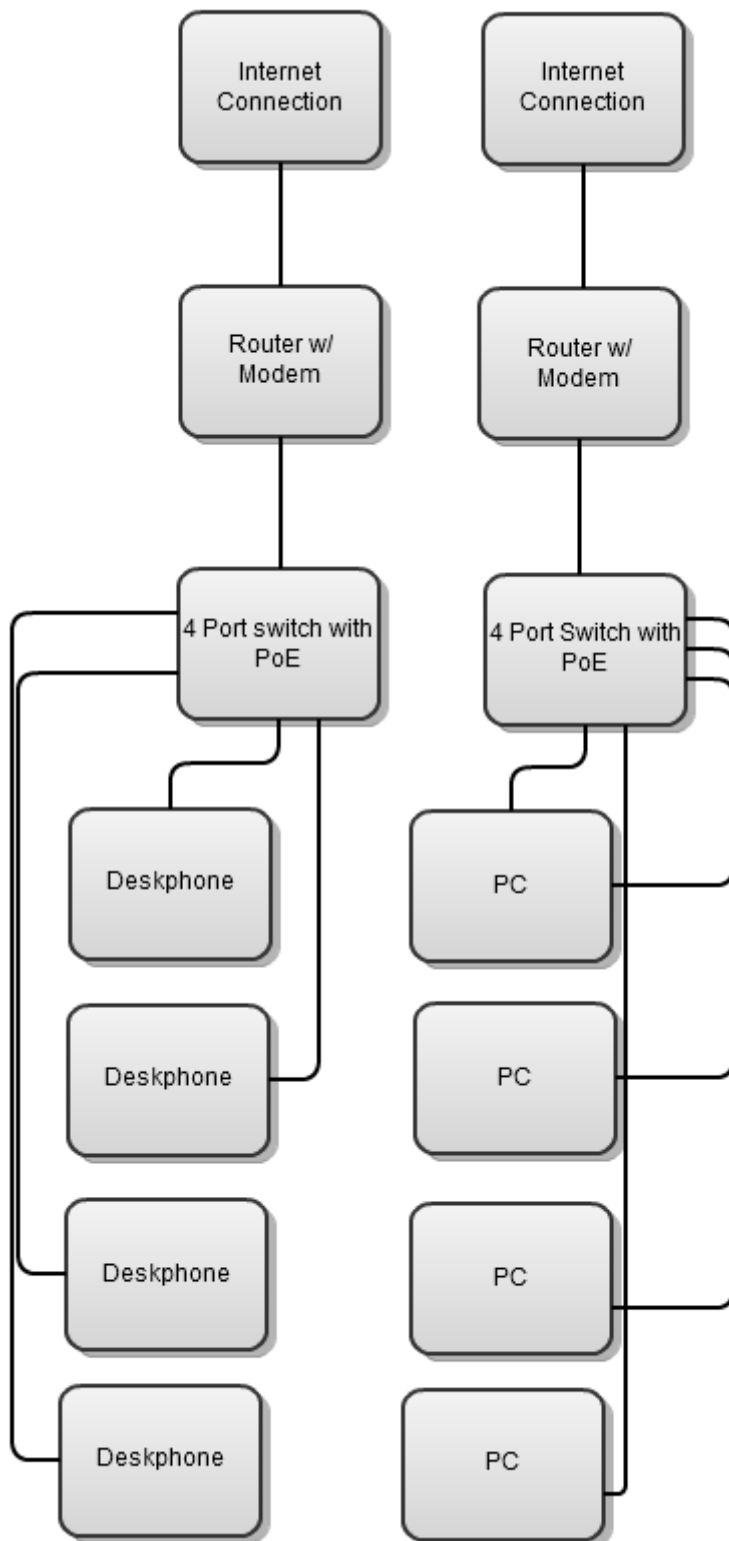 Internet
Connection
Internet
Connection
Router w/
Modem
Router w/
Modem
4 Port switch with
PoE
4 Port Switch with
PoE
Deskphone
PC
Deskphone
PC
Deskphone
PC
Deskphone
PC